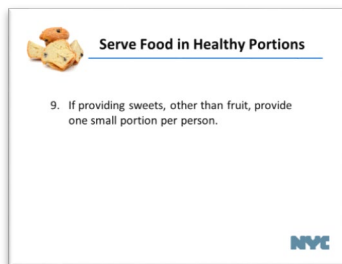 Serve Food in Healthy Portions
9. If providing sweets, other than fruit, provide
one small portion per person.
NYC